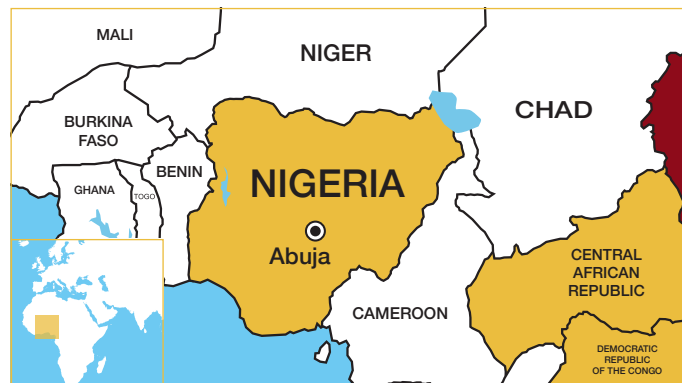 MALI
NIGER
CHAD
BURKINA
FASO
BENIN
GHANA
TOGO
NIGERIA
Abuja
CENTRAL
AFRICAN
REPUBLIC
CAMEROON
DEMOCRATIC
REPUBLIC
OF THE CONGO